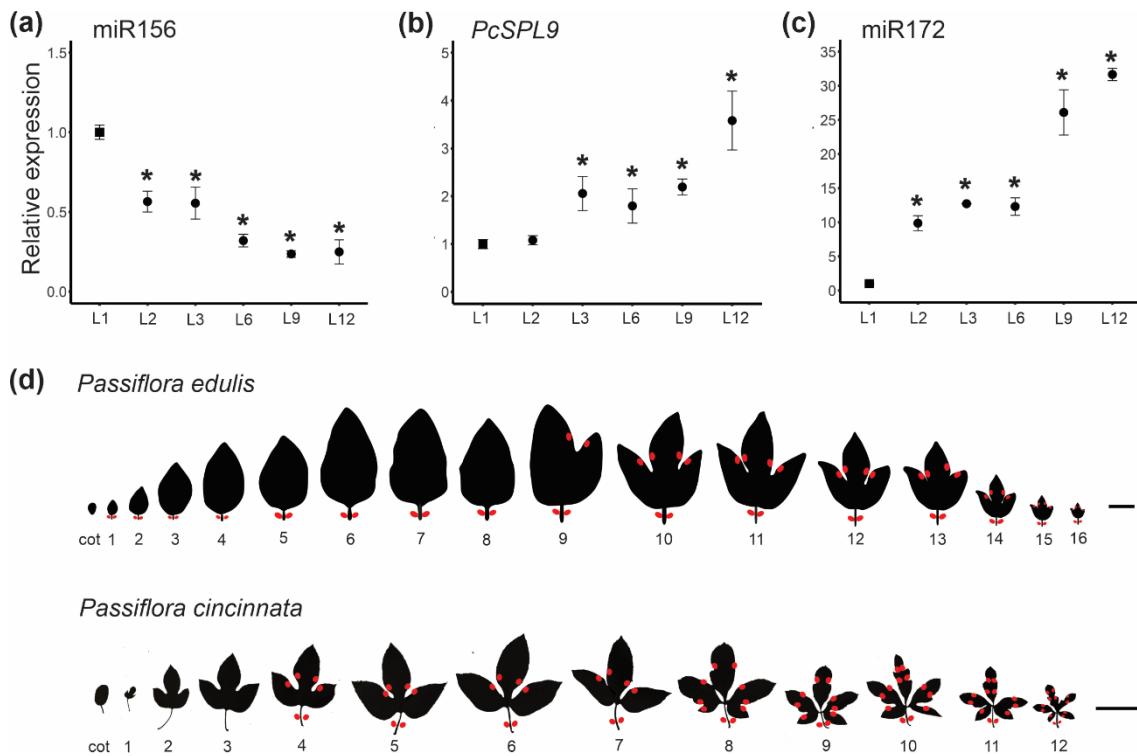 (a) miR156
(b) PcSPL9
(c) miR172
Relative expression
1.5
1.0
0.5
0.0
L1 L2 L3 L6 L9 L12
* * * * *
5
4
3
2
1
0
L1 L2 L3 L6 L9 L12
* * * *
35
30
25
20
15
10
5
0
L1 L2 L3 L6 L9 L12
* * * * *
(d) Passiflora edulis
cot 1 2 3 4 5 6 7 8 9 10 11 12 13 14 15 16
Passiflora cincinnata
cot 1 2 3 4 5 6 7 8 9 10 11 12